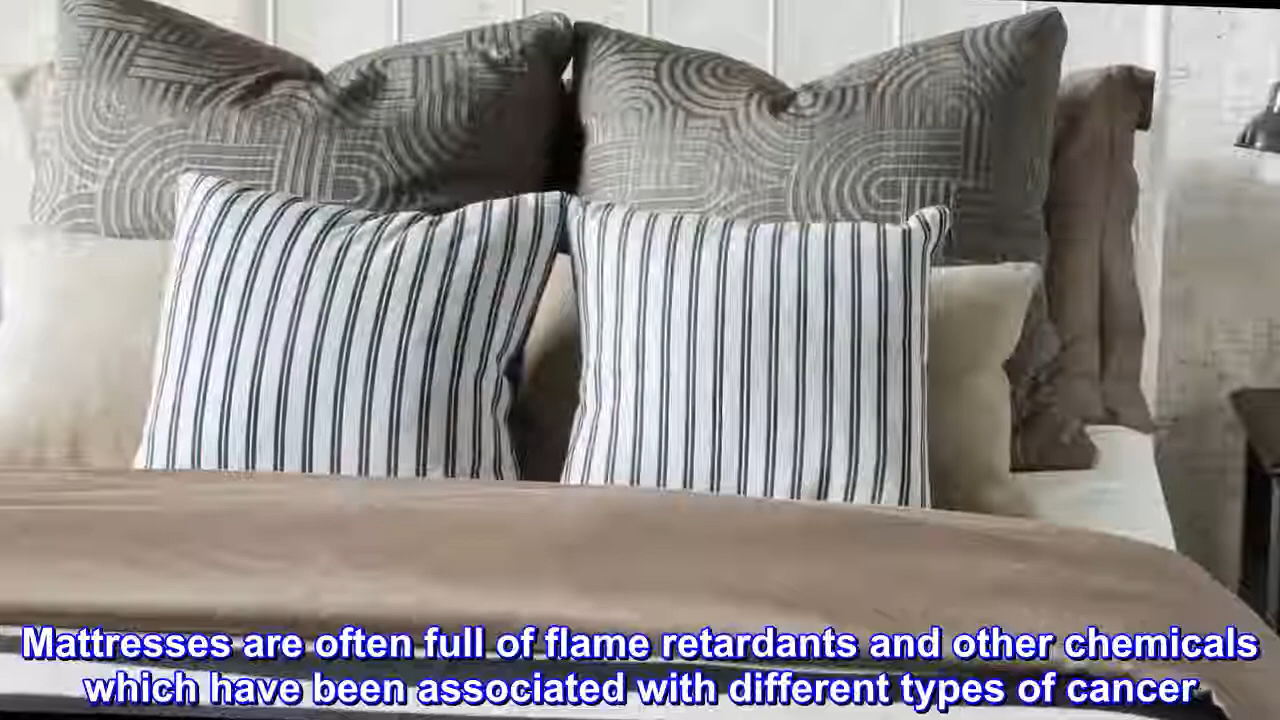 Mattresses are often full of flame retardants and other chemicals
which have been associated with different types of cancer